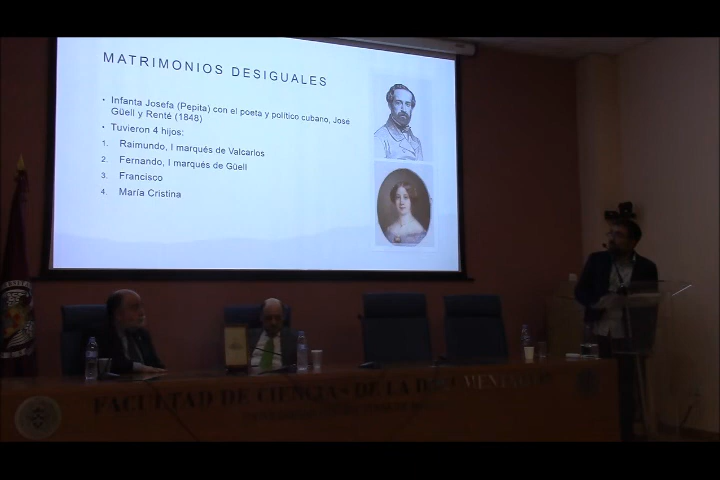 MATRIMONIOS DESIGUALES
• Infanta Josefa (Pepita) con el poeta y político cubano, Jose
Güell y Renté (1848)
• Tuvieron 4 hijos:
1. Raimundo, I marqués de Valcarlos
2. Fernando, I marqués de Güell
3. Francisco
4. María Cristina
FACULTAD DE CIENCIAS DE LA DOCUMENTACIÓN